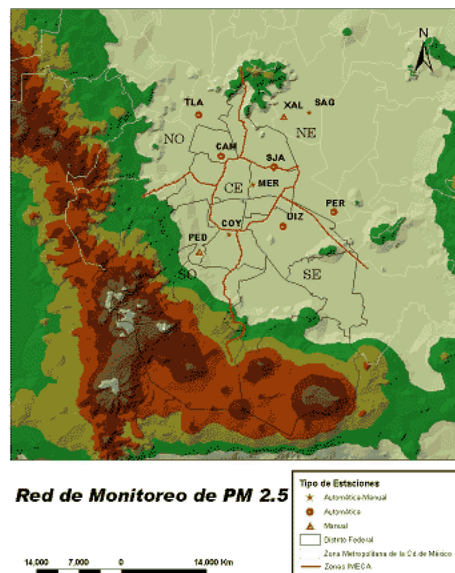 N
TLA
XAL
SAG
NO
NE
CAM
SJA
CE
MER
COY
UIZ
PER
PED
SO
SE
Red de Monitoreo de PM 2.5
Tipo de Estaciones
Automática-Manual
Automática
Manual
Distrito Federal
Zona Metropolitana de la Cd. de México
Zonas IMECA
14,000 7,000 0 14,000 Km